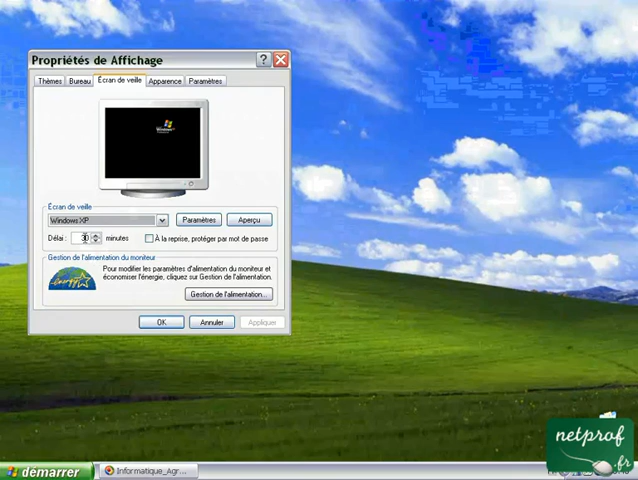 Propriétés de Affichage
Thèmes Bureau Écran de veille Apparence Paramètres
Écran de veille
Windows XP Paramètres Aperçu
Délai : 30 minutes À la reprise, protéger par mot de passe
Gestion de l'alimentation du moniteur
Pour modifier les paramètres d'alimentation du moniteur et
économiser l'énergie, cliquez sur Gestion de l'alimentation.
Gestion de l'alimentation...
OK Annuler Appliquer
netprof
.fr
démarrer Informatique_Agr...